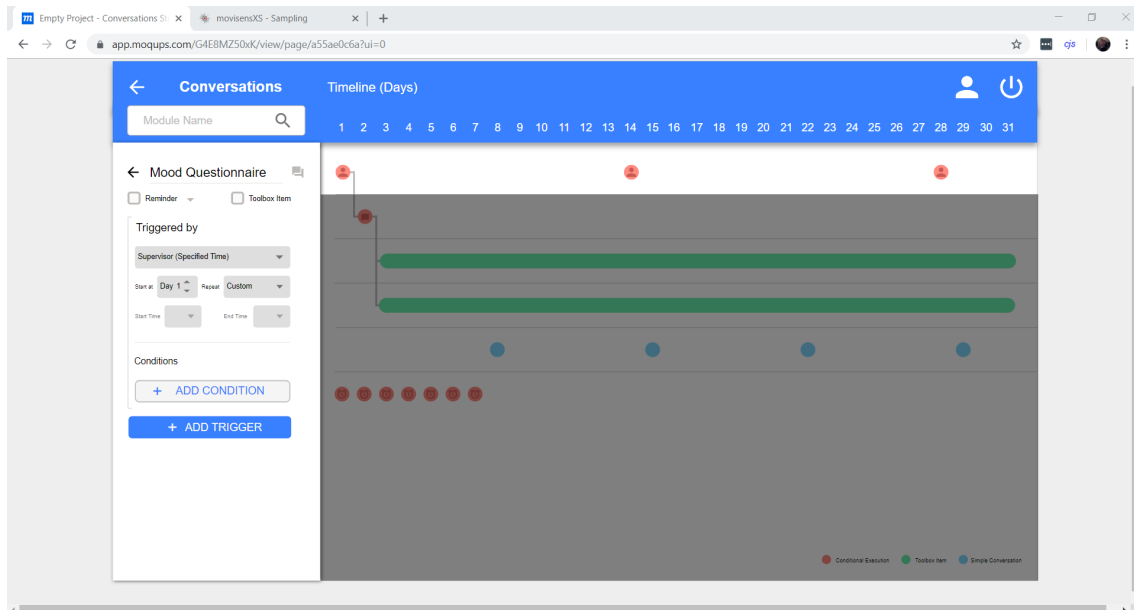 Empty Project - Conversations St
movisensXS - Sampling
app.moqups.com/G4E8MZ50xK/view/page/a55ae0c6a?ui=0
cjs
Conversations
Timeline (Days)
Module Name
1 2 3 4 5 6 7 8 9 10 11 12 13 14 15 16 17 18 19 20 21 22 23 24 25 26 27 28 29 30 31
Mood Questionnaire
Reminder
Toolbox Item
Triggered by
Supervisor (Specified Time)
Start at Day 1 Repeat Custom
Start Time End Time
Conditions
+ ADD CONDITION
+ ADD TRIGGER
Conditional Execution Toolbox Item Simple Conversation